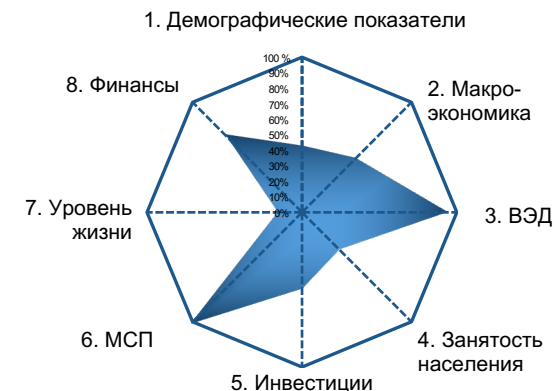 1. Демографические показатели
100 %
90%
80%
70%
60%
50%
40%
30%
20%
10%
0%
2. Макро-
экономика
3. ВЭД
4. Занятость
населения
5. Инвестиции
6. МСП
7. Уровень
жизни
8. Финансы